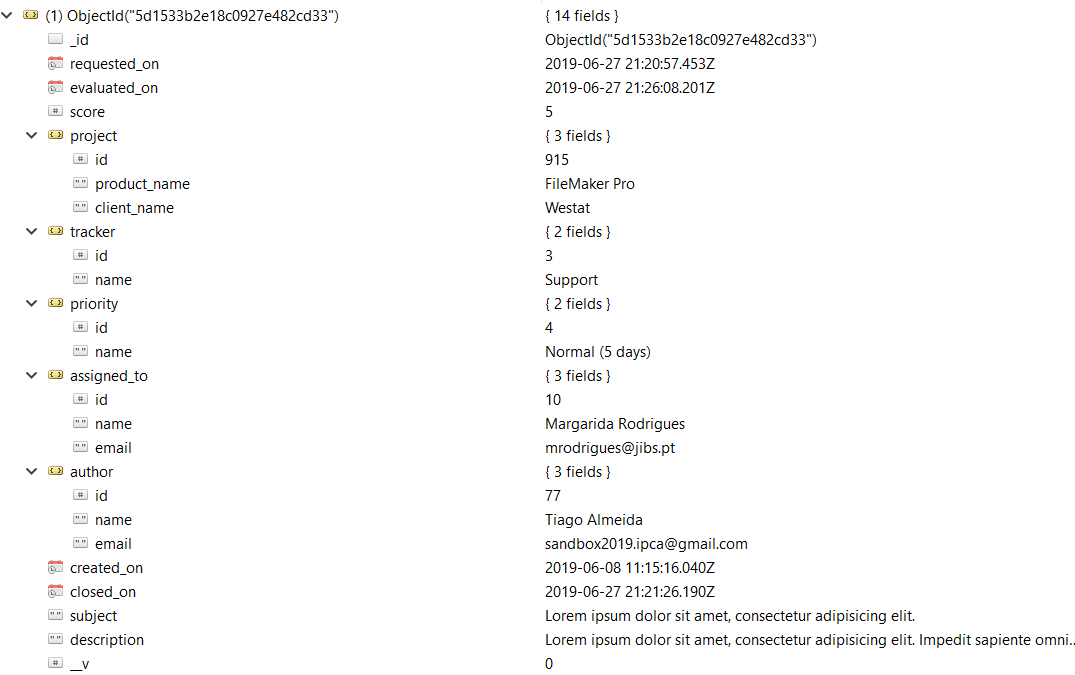 (1) ObjectId("5d1533b2e18c0927e482cd33") { 14 fields }
_id ObjectId("5d1533b2e18c0927e482cd33")
requested_on 2019-06-27 21:20:57.453Z
evaluated_on 2019-06-27 21:26:08.201Z
# score 5
project { 3 fields }
# id 915
"" product_name FileMaker Pro
"" client_name Westat
tracker { 2 fields }
# id 3
"" name Support
priority { 2 fields }
# id 4
"" name Normal (5 days)
assigned_to { 3 fields }
# id 10
"" name Margarida Rodrigues
"" email mrodrigues@jibs.pt
author { 3 fields }
# id 77
"" name Tiago Almeida
"" email sandbox2019.ipca@gmail.com
created_on 2019-06-08 11:15:16.040Z
closed_on 2019-06-27 21:21:26.190Z
"" subject Lorem ipsum dolor sit amet, consectetur adipisicing elit.
"" description Lorem ipsum dolor sit amet, consectetur adipisicing elit. Impedit sapiente omni..
# __v 0